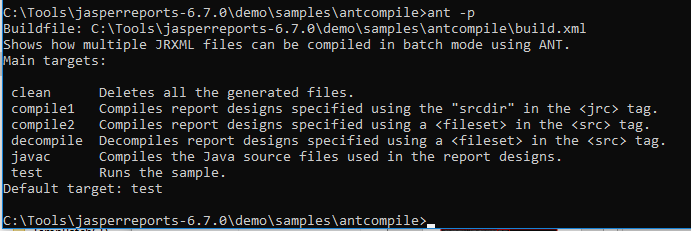 C:\Tools\jasperreports-6.7.0\demo\samples\antcompile>ant -p
Buildfile: C:\Tools\jasperreports-6.7.0\demo\samples\antcompile\build.xml
Shows how multiple JRXML files can be compiled in batch mode using ANT.
Main targets:
clean Deletes all the generated files.
compile1 Compiles report designs specified using the "srcdir" in the <jrc> tag.
compile2 Compiles report designs specified using a <fileset> in the <src> tag.
decompile Decompiles report designs specified using a <fileset> in the <src> tag.
javac Compiles the Java source files used in the report designs.
test Runs the sample.
Default target: test
C:\Tools\jasperreports-6.7.0\demo\samples\antcompile>